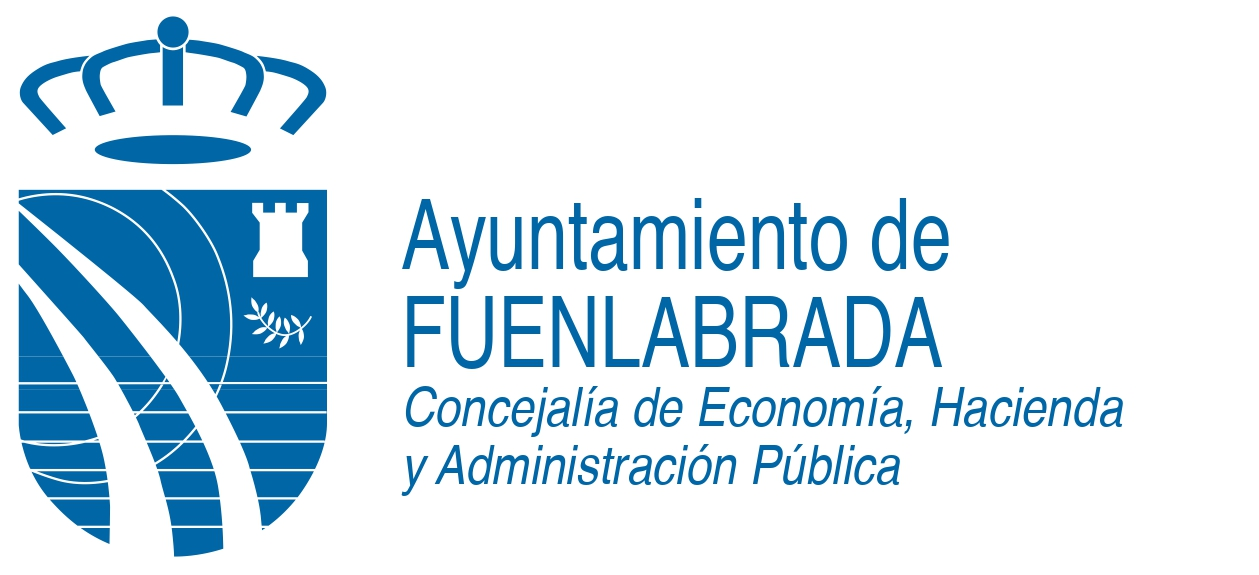 Ayuntamiento de
FUENLABRADA
Concejalía de Economía, Hacienda
y Administración Pública